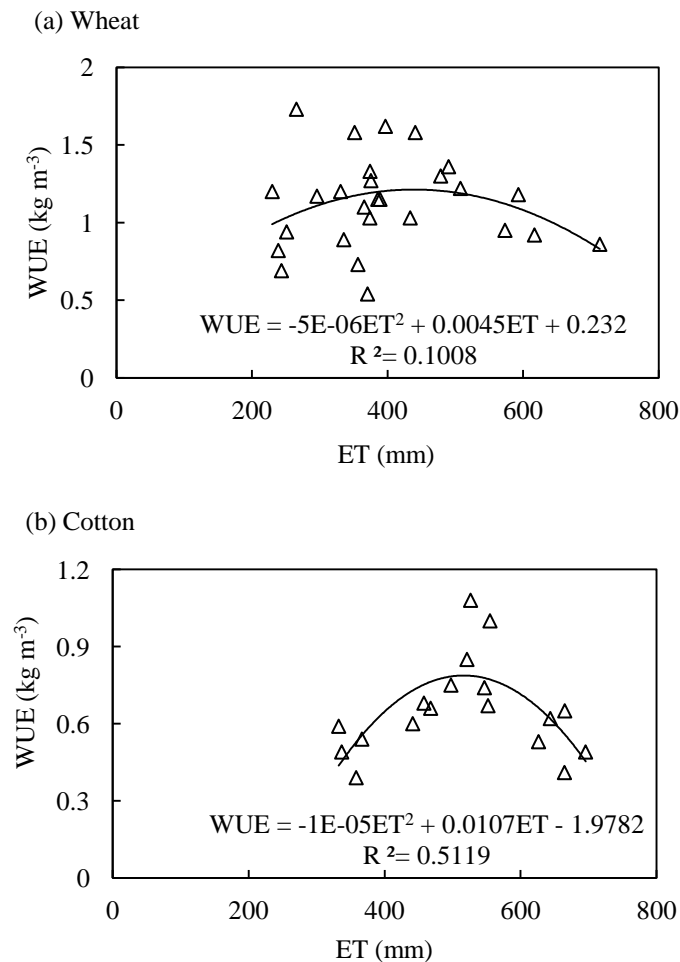 (a) Wheat
2
1.5
1
0.5
0
WUE (kg m⁻³)
WUE = -5E-06ET² + 0.0045ET + 0.232
R ²= 0.1008
0 200 400 600 800
ET (mm)
(b) Cotton
1.2
0.9
0.6
0.3
0
WUE (kg m⁻³)
WUE = -1E-05ET² + 0.0107ET - 1.9782
R ²= 0.5119
0 200 400 600 800
ET (mm)